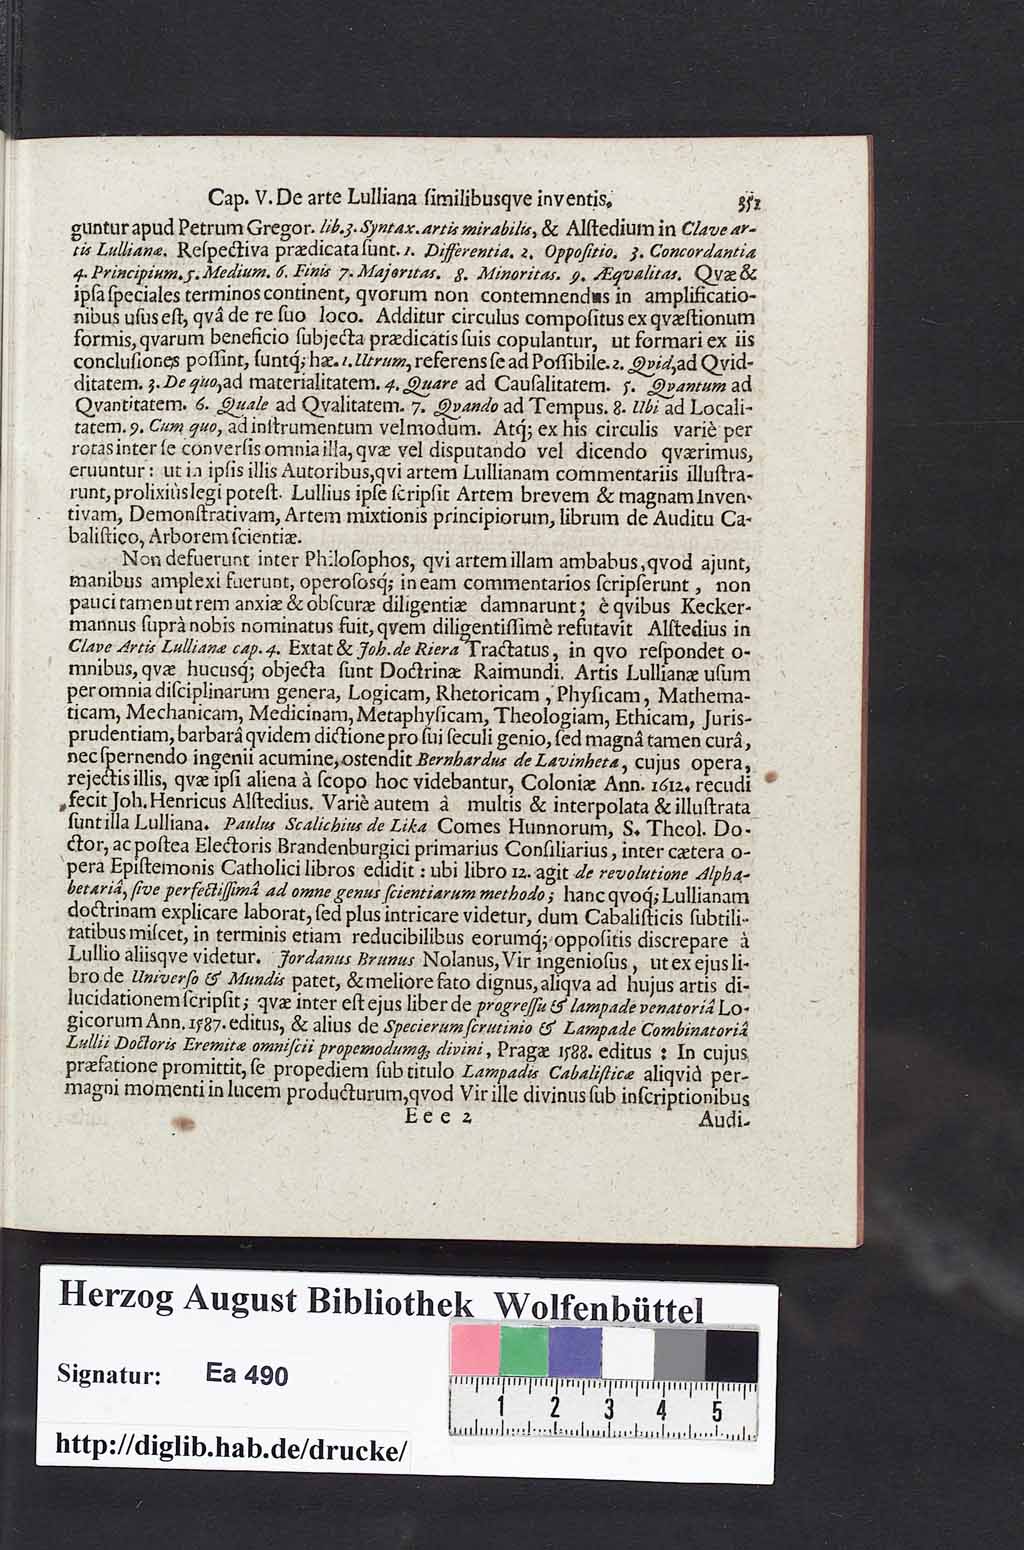 Cap. V. De arte Lulliana ſimilibusqve inventis. 351
guntur apud Petrum Gregor. lib. 3. Syntax. artis mirabilis, & Alſtedium in Clave ar-
tis Lullianæ. Reſpectiva prædicata ſunt. 1. Differentia. 2. Oppoſitio. 3. Concordantia
4. Principium. 5. Medium. 6. Finis 7. Majoritas. 8. Minoritas. 9. Æqvalitas. Qvæ &
ipſa ſpeciales terminos continent, qvorum non contemnendus in amplificatio-
nibus uſus eſt, qvâ de re ſuo loco. Additur circulus compoſitus ex qvæſtionum
formis, qvarum beneficio ſubjecta prædicatis ſuis copulantur, ut formari ex iis
concluſiones poſſint, ſuntq́; hæ. 1. Utrum, referens ſe ad Poſſibile. 2. Qvid, ad Qvid-
ditatem. 3. De quo, ad materialitatem. 4. Quare ad Cauſalitatem. 5. Qvantum ad
Qvantitatem. 6. Quale ad Qvalitatem. 7. Qvando ad Tempus. 8. Ubi ad Locali-
tatem. 9. Cum quo, ad inſtrumentum vel modum. Atq́; ex his circulis variè per
rotas inter ſe converſis omnia illa, qvæ vel disputando vel dicendo qværimus,
eruuntur: ut in ipſis illis Autoribus, qvi artem Lullianam commentariis illuſtra-
runt, prolixiùs legi poteſt. Lullius ipſe ſcripſit Artem brevem & magnam Inven-
tivam, Demonſtrativam, Artem mixtionis principiorum, librum de Auditu Ca-
baliſtico, Arborem ſcientiæ.
Non defuerunt inter Philoſophos, qvi artem illam ambabus, qvod ajunt,
manibus amplexi fuerunt, operoſosq́; in eam commentarios ſcripſerunt, non
pauci tamen ut rem anxiæ & obſcuræ diligentiæ damnarunt; è qvibus Kecker-
mannus ſuprà nobis nominatus fuit, qvem diligentiſſimè refutavit Alſtedius in
Clave Artis Lullianæ cap. 4. Extat & Joh. de Riera Tractatus, in qvo reſpondet o-
mnibus, qvæ hucusq́; objecta ſunt Doctrinæ Raimundi. Artis Lullianæ uſum
per omnia diſciplinarum genera, Logicam, Rhetoricam, Phyſicam, Mathema-
ticam, Mechanicam, Medicinam, Metaphyſicam, Theologiam, Ethicam, Juris-
prudentiam, barbarâ qvidem dictione pro ſui ſeculi genio, ſed magnâ tamen curâ,
nec ſpernendo ingenii acumine, ostendit Bernhardus de Lavinheta, cujus opera,
rejectis illis, qvæ ipſi aliena à ſcopo hoc videbantur, Coloniæ Ann. 1612. recudi
fecit Joh. Henricus Alſtedius. Variè autem à multis & interpolata & illuſtrata
ſunt illa Lulliana. Paulus Scalichius de Lika Comes Hunnorum, S. Theol. Do-
ctor, ac poſtea Electoris Brandenburgici primarius Conſiliarius, inter cætera o-
pera Epiſtemonis Catholici libros edidit: ubi libro 12. agit de revolutione Alpha-
betariâ, ſive perfectiſſimâ ad omne genus ſcientiarum methodo; hanc qvoq́; Lullianam
doctrinam explicare laborat, ſed plus intricare videtur, dum Cabaliſticis ſubtili-
tatibus miſcet, in terminis etiam reducibilibus eorumq́; oppoſitis discrepare à
Lullio aliisqve videtur. Jordanus Brunus Nolanus, Vir ingenioſus, ut ex ejus li-
bro de Univerſo & Mundis patet, & meliore fato dignus, aliqva ad hujus artis di-
lucidationem ſcripſit; qvæ inter eſt ejus liber de progreſſu & lampade venatoriâ Lo-
gicorum Ann. 1587. editus, & alius de Specierum ſcrutinio & Lampade Combinatoriâ
Lullii Doctoris Eremitæ omniſcii propemodumq́; divini, Pragæ 1588. editus: In cujus
præfatione promittit, ſe propediem ſub titulo Lampadis Cabaliſticæ aliqvid per-
magni momenti in lucem producturum, qvod Vir ille divinus ſub inſcriptionibus
Eee 2 Audi-
Herzog August Bibliothek Wolfenbüttel
Signatur: Ea 490
1 2 3 4 5
http://diglib.hab.de/drucke/